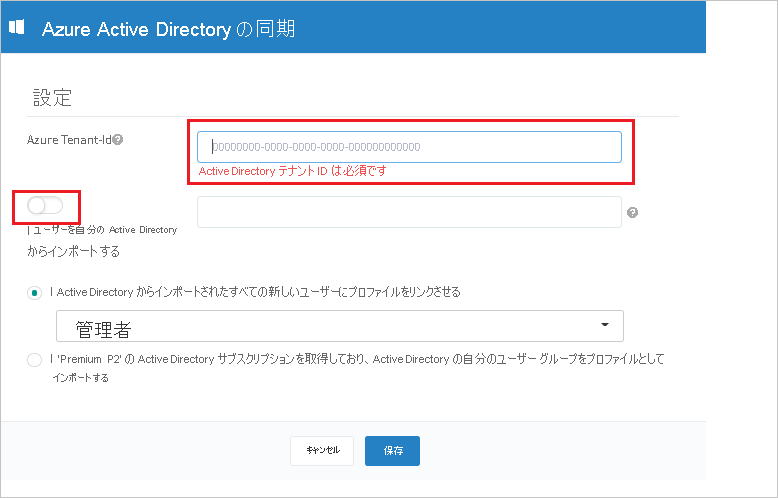 Azure Active Directory の同期
設定
Azure Tenant-Id
00000000-0000-0000-0000-000000000000
Active Directory テナント ID は必須です
I ユーザーを自分の Active Directory
からインポートする
I Active Directory からインポートされたすべての新しいユーザーにプロファイルをリンクさせる
管理者
I 'Premium P2' の Active Directory サブスクリプションを取得しており、Active Directory の自分のユーザー グループをプロファイルとして
インポートする
キャンセル
保存